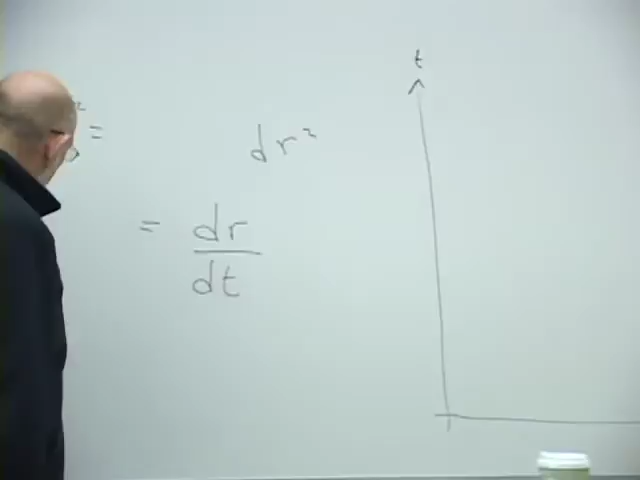 t
= dr²
= dr
dt